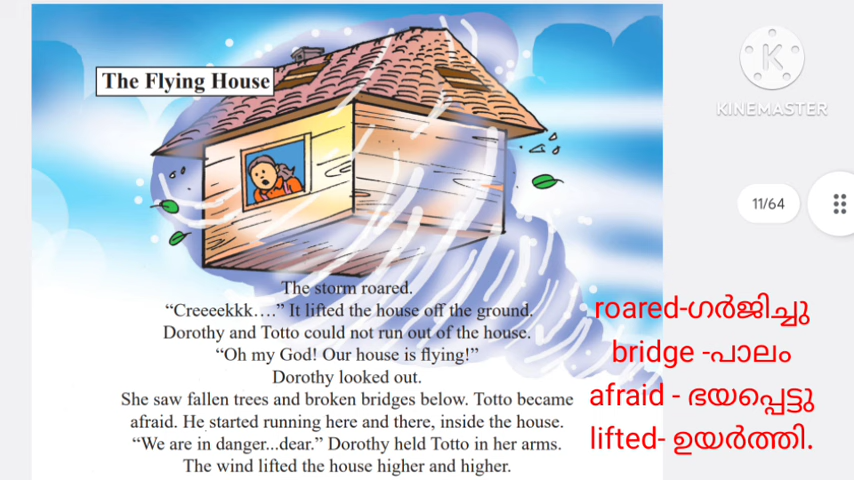 The Flying House
KINEMASTER
11/64
The storm roared.
“Creeeekkk….” It lifted the house off the ground.
Dorothy and Totto could not run out of the house.
“Oh my God! Our house is flying!”
Dorothy looked out.
She saw fallen trees and broken bridges below. Totto became
afraid. He started running here and there, inside the house.
“We are in danger...dear.” Dorothy held Totto in her arms.
The wind lifted the house higher and higher.
roared-ഗർജിച്ചു
bridge -പാലം
afraid - ഭയപ്പെട്ടു
lifted- ഉയർത്തി.